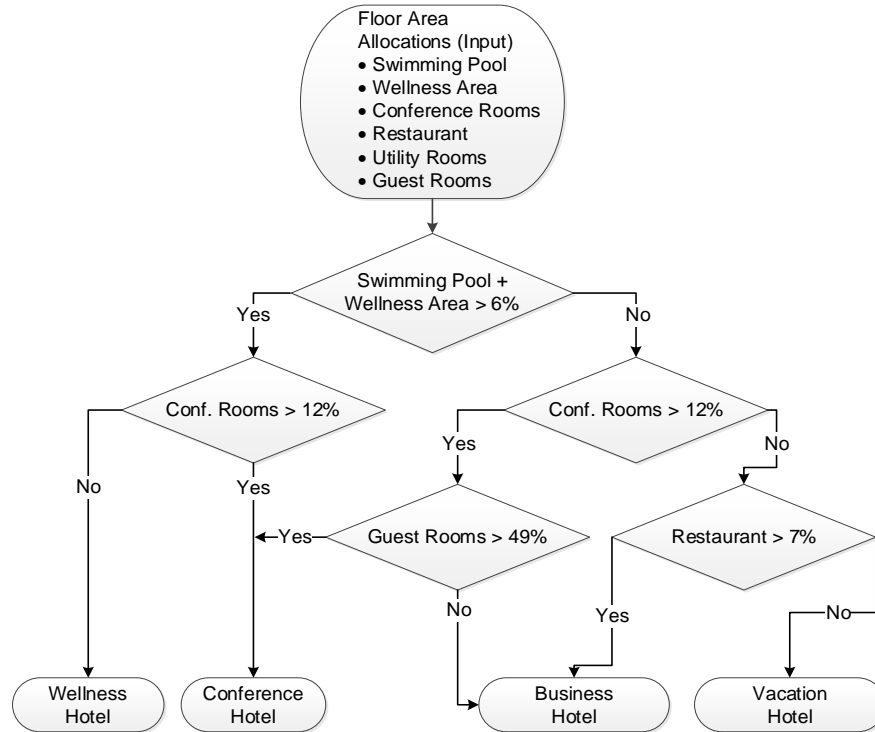 Floor Area
Allocations (Input)
• Swimming Pool
• Wellness Area
• Conference Rooms
• Restaurant
• Utility Rooms
• Guest Rooms
Swimming Pool +
Wellness Area > 6%
Yes
No
Conf. Rooms > 12%
Conf. Rooms > 12%
Yes
No
No
Yes
Yes
Guest Rooms > 49%
Restaurant > 7%
No
Yes
No
Wellness
Hotel
Conference
Hotel
Business
Hotel
Vacation
Hotel